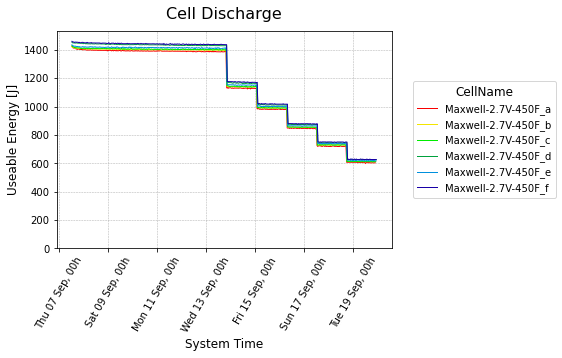 Cell Discharge
Useable Energy [J]
1400
1200
1000
800
600
400
200
0
Thu 07 Sep, 00h
Sat 09 Sep, 00h
Mon 11 Sep, 00h
Wed 13 Sep, 00h
Fri 15 Sep, 00h
Sun 17 Sep, 00h
Tue 19 Sep, 00h
System Time
CellName
Maxwell-2.7V-450F_a
Maxwell-2.7V-450F_b
Maxwell-2.7V-450F_c
Maxwell-2.7V-450F_d
Maxwell-2.7V-450F_e
Maxwell-2.7V-450F_f